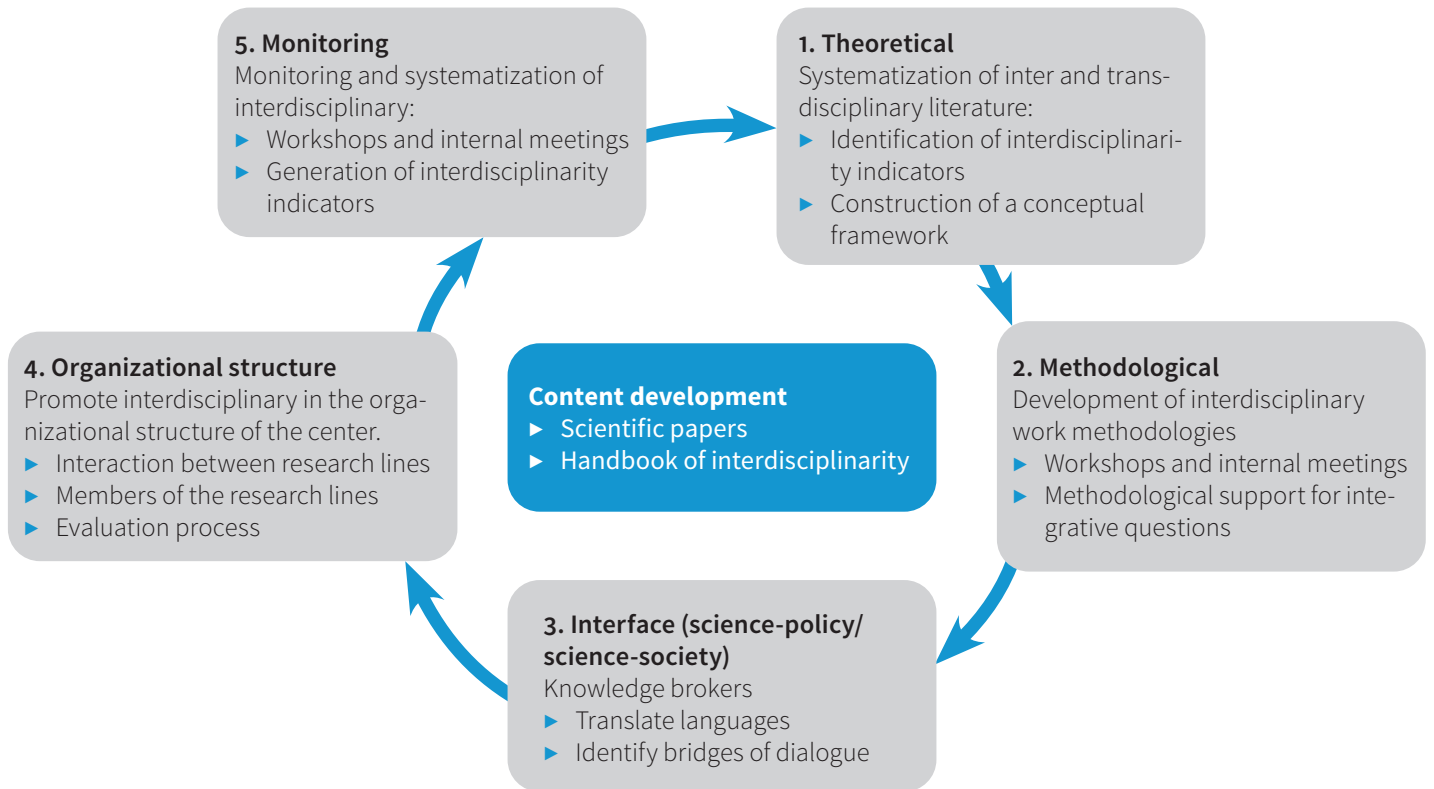 5. Monitoring
Monitoring and systematization of
interdisciplinary:
► Workshops and internal meetings
► Generation of interdisciplinarity
indicators
1. Theoretical
Systematization of inter and trans-
disciplinary literature:
► Identification of interdisciplinari-
ty indicators
► Construction of a conceptual
framework
4. Organizational structure
Promote interdisciplinary in the orga-
nizational structure of the center.
► Interaction between research lines
► Members of the research lines
► Evaluation process
Content development
► Scientific papers
► Handbook of interdisciplinarity
2. Methodological
Development of interdisciplinary
work methodologies
► Workshops and internal meetings
► Methodological support for inte-
grative questions
3. Interface (science-policy/
science-society)
Knowledge brokers
► Translate languages
► Identify bridges of dialogue